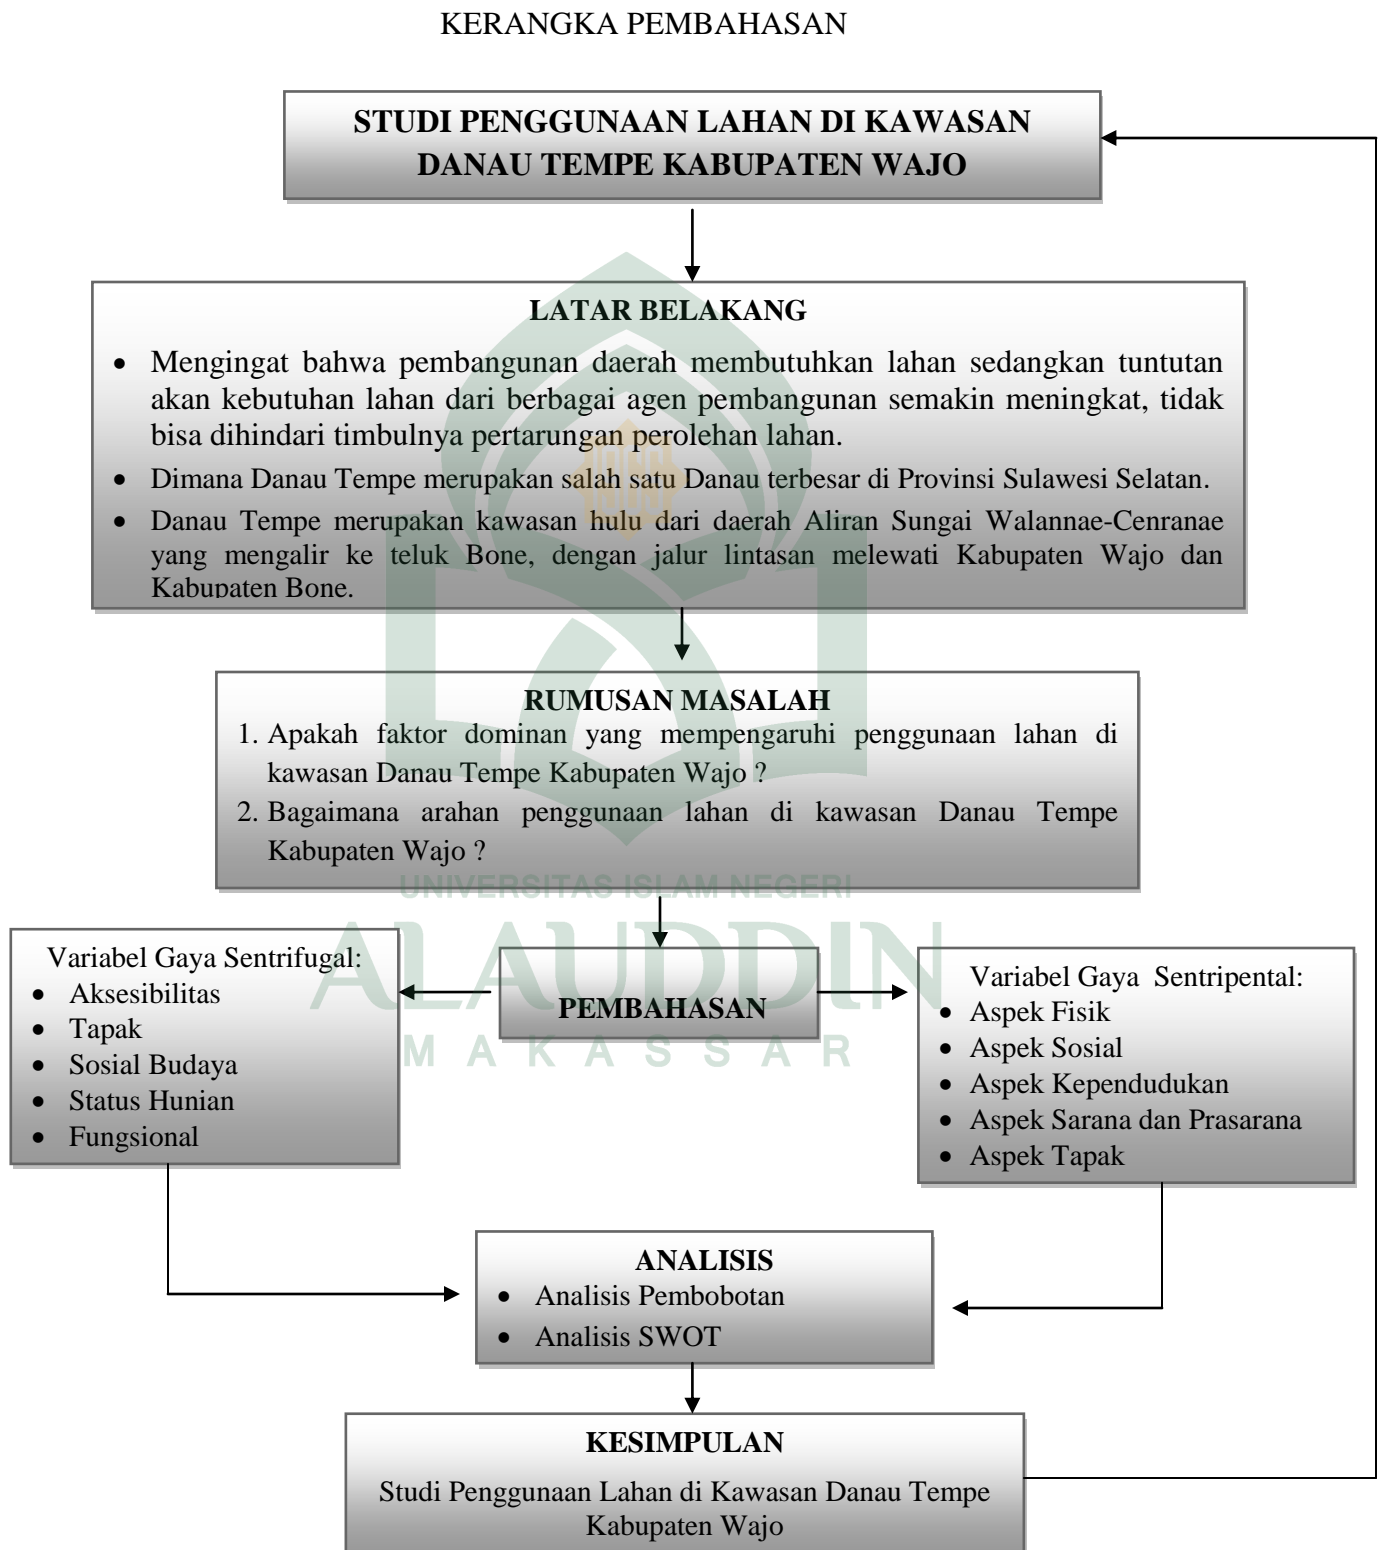 KERANGKA PEMBAHASAN
STUDI PENGGUNAAN LAHAN DI KAWASAN
DANAU TEMPE KABUPATEN WAJO
LATAR BELAKANG
• Mengingat bahwa pembangunan daerah membutuhkan lahan sedangkan tuntutan
akan kebutuhan lahan dari berbagai agen pembangunan semakin meningkat, tidak
bisa dihindari timbulnya pertarungan perolehan lahan.
• Dimana Danau Tempe merupakan salah satu Danau terbesar di Provinsi Sulawesi Selatan.
• Danau Tempe merupakan kawasan hulu dari daerah Aliran Sungai Walannae-Cenranae
yang mengalir ke teluk Bone, dengan jalur lintasan melewati Kabupaten Wajo dan
Kabupaten Bone.
RUMUSAN MASALAH
1. Apakah faktor dominan yang mempengaruhi penggunaan lahan di
kawasan Danau Tempe Kabupaten Wajo ?
2. Bagaimana arahan penggunaan lahan di kawasan Danau Tempe
Kabupaten Wajo ?
UNIVERSITAS ISLAM NEGERI
ALAUDDIN
MAKASSAR
Variabel Gaya Sentrifugal:
• Aksesibilitas
• Tapak
• Sosial Budaya
• Status Hunian
• Fungsional
PEMBAHASAN
Variabel Gaya Sentripental:
• Aspek Fisik
• Aspek Sosial
• Aspek Kependudukan
• Aspek Sarana dan Prasarana
• Aspek Tapak
ANALISIS
• Analisis Pembobotan
• Analisis SWOT
KESIMPULAN
Studi Penggunaan Lahan di Kawasan Danau Tempe
Kabupaten Wajo